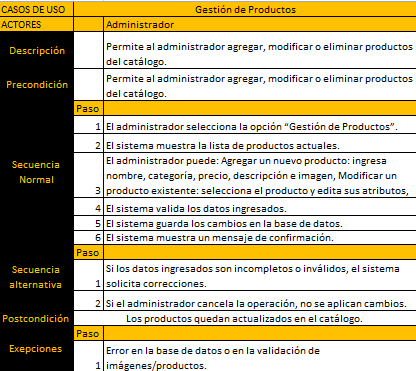 CASOS DE USO Gestión de Productos
ACTORES Administrador
Descripción
Permite al administrador agregar, modificar o eliminar productos
del catálogo.
Precondición
Permite al administrador agregar, modificar o eliminar productos
del catálogo.
Secuencia
Normal
Paso
1 El administrador selecciona la opción “Gestión de Productos”.
2 El sistema muestra la lista de productos actuales.
El administrador puede: Agregar un nuevo producto: ingresa
nombre, categoría, precio, descripción e imagen, Modificar un
3 producto existente: selecciona el producto y edita sus atributos,
4 El sistema valida los datos ingresados.
5 El sistema guarda los cambios en la base de datos.
6 El sistema muestra un mensaje de confirmación.
Secuencia
alternativa
Paso
Si los datos ingresados son incompletos o inválidos, el sistema
1 solicita correcciones.
2 Si el administrador cancela la operación, no se aplican cambios.
Postcondición Los productos quedan actualizados en el catálogo.
Exepciones
Paso
Error en la base de datos o en la validación de
1 imágenes/productos.